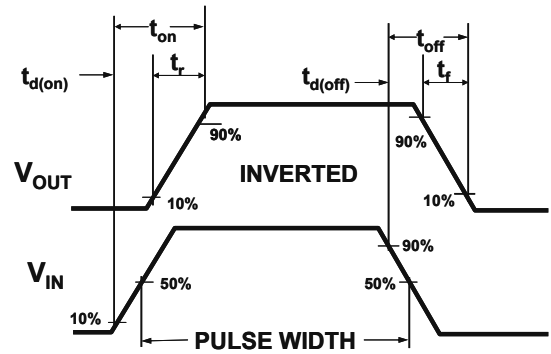 t_on t_off
t_d(on) t_r t_d(off) t_f
90% 90%
V_OUT INVERTED
10% 10%
90%
V_IN 50% 50%
10%
PULSE WIDTH